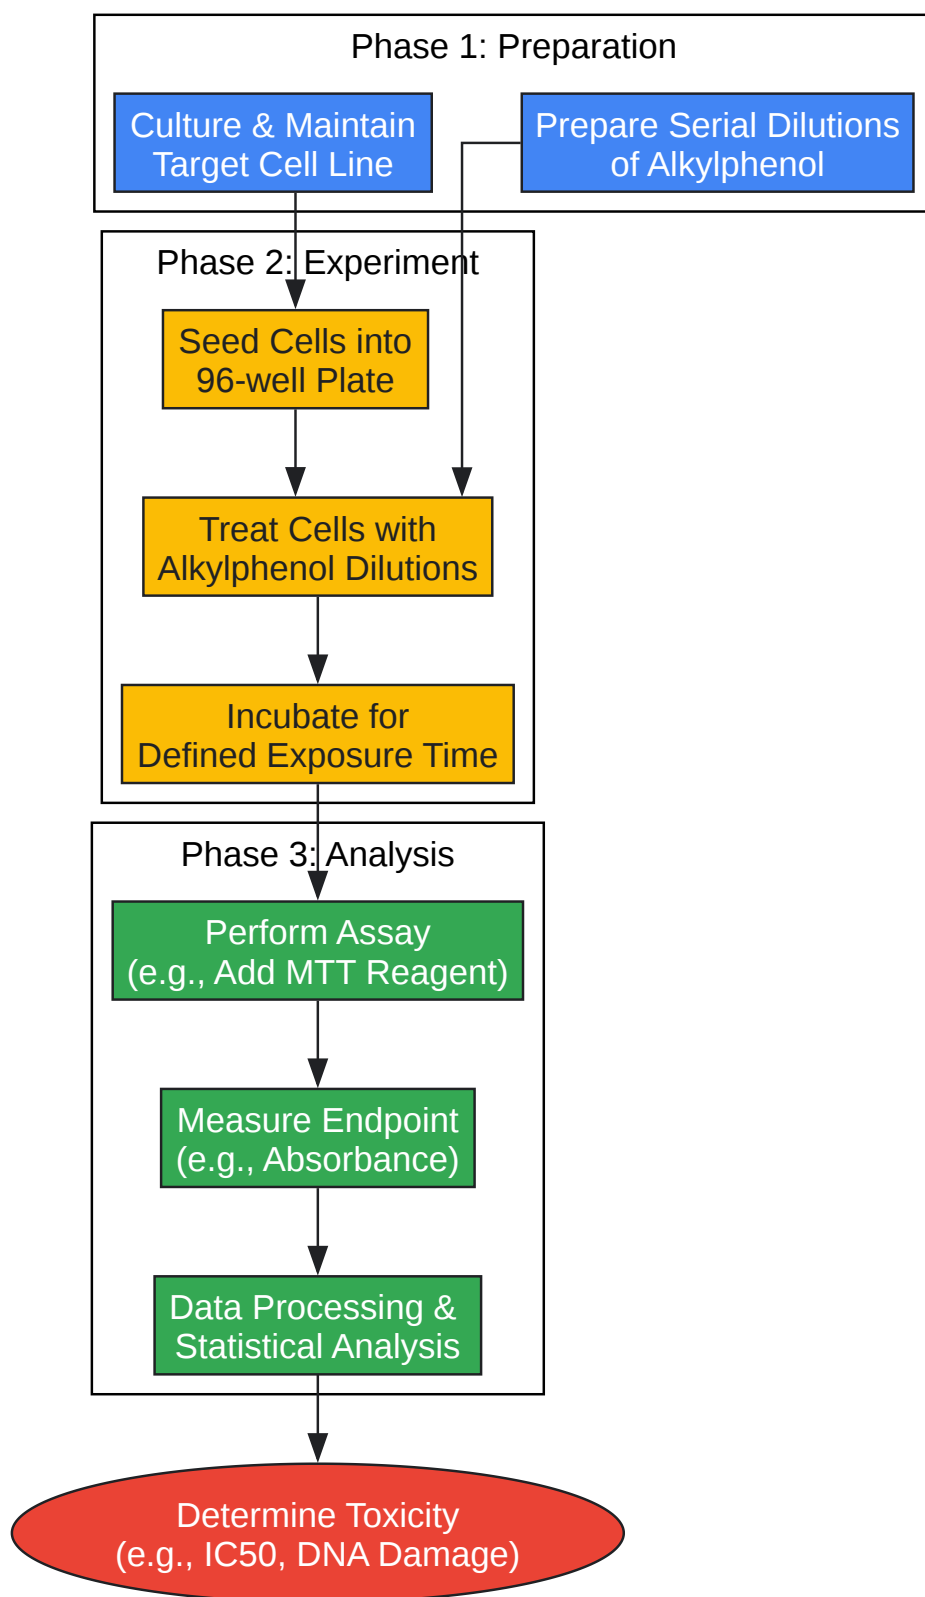 Phase 1: Preparation
Culture & Maintain
Target Cell Line
Prepare Serial Dilutions
of Alkylphenol
Phase 2: Experiment
Seed Cells into
96-well Plate
Treat Cells with
Alkylphenol Dilutions
Incubate for
Defined Exposure Time
Phase 3: Analysis
Perform Assay
(e.g., Add MTT Reagent)
Measure Endpoint
(e.g., Absorbance)
Data Processing &
Statistical Analysis
Determine Toxicity
(e.g., IC50, DNA Damage)